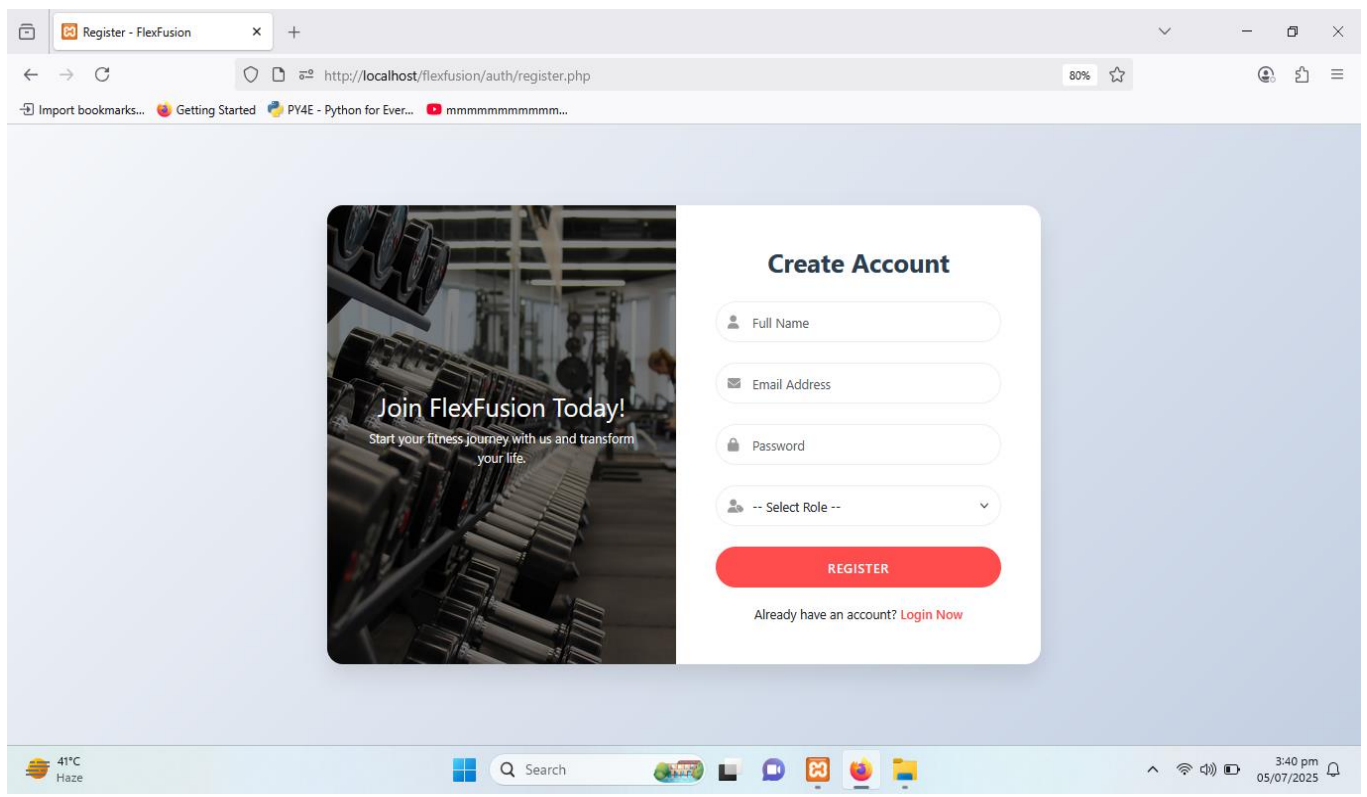 Register - FlexFusion
http://localhost/flexfusion/auth/register.php
80%
Import bookmarks...
Getting Started
PY4E - Python for Ever...
mmmmmmmmmmm...
Create Account
Full Name
Email Address
Join FlexFusion Today!
Start your fitness journey with us and transform
your life.
Password
-- Select Role --
REGISTER
Already have an account? Login Now
41°C
Haze
Search
3:40 pm
05/07/2025